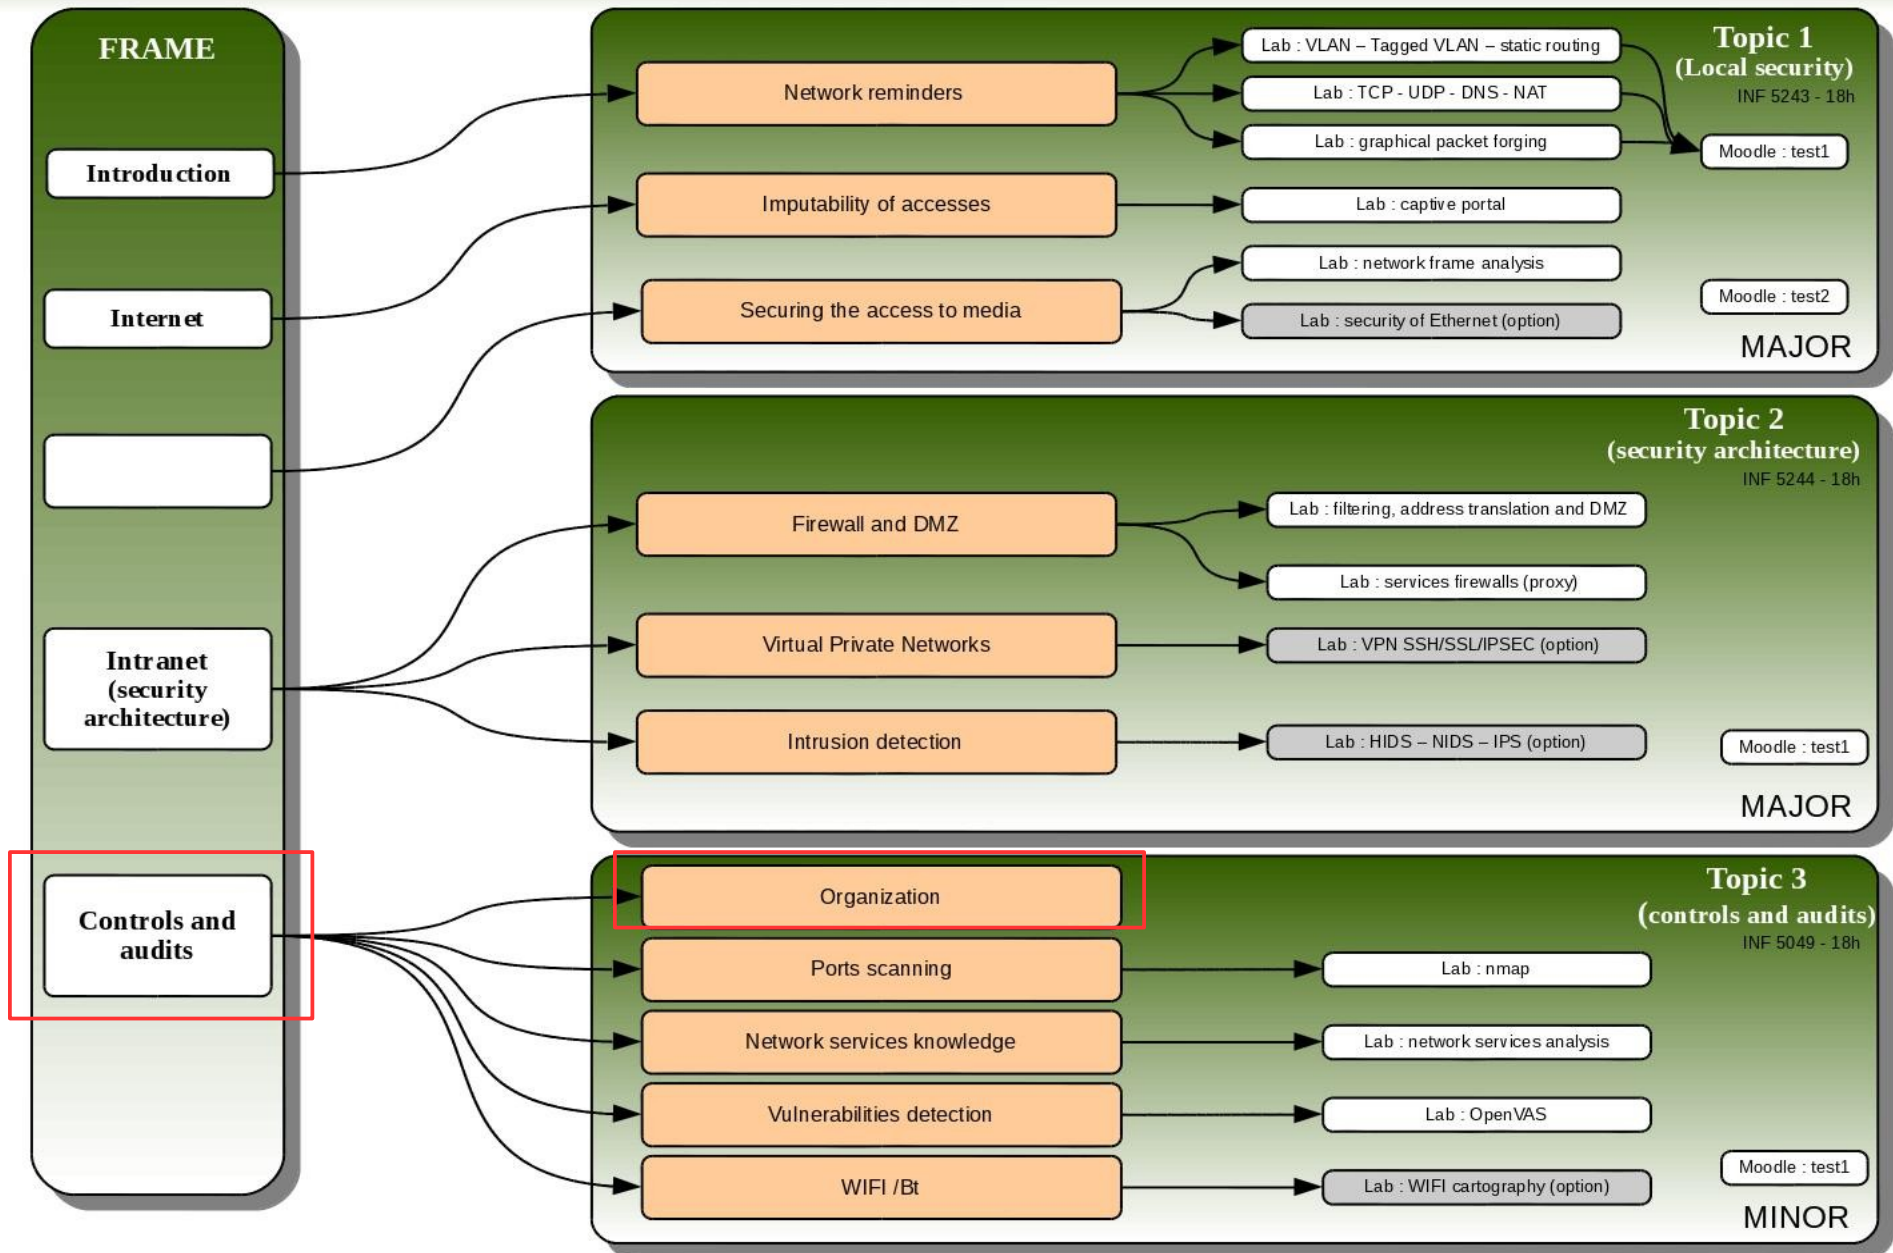 FRAME
Introduction
Internet
Intranet
(security
architecture)
Controls and
audits
Topic 1
(Local security)
INF 5243 - 18h
Network reminders
Lab : VLAN – Tagged VLAN – static routing
Lab : TCP - UDP - DNS - NAT
Lab : graphical packet forging
Moodle : test1
Imputability of accesses
Lab : captive portal
Securing the access to media
Lab : network frame analysis
Lab : security of Ethernet (option)
Moodle : test2
MAJOR
Topic 2
(security architecture)
INF 5244 - 18h
Firewall and DMZ
Lab : filtering, address translation and DMZ
Lab : services firewalls (proxy)
Virtual Private Networks
Lab : VPN SSH/SSL/IPSEC (option)
Intrusion detection
Lab : HIDS – NIDS – IPS (option)
Moodle : test1
MAJOR
Topic 3
(controls and audits)
INF 5049 - 18h
Organization
Ports scanning
Lab : nmap
Network services knowledge
Lab : network services analysis
Vulnerabilities detection
Lab : OpenVAS
WIFI /Bt
Lab : WIFI cartography (option)
Moodle : test1
MINOR